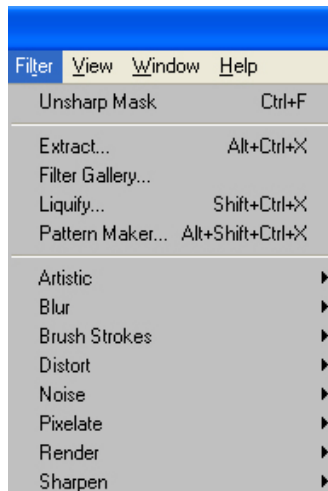 Filter View Window Help
Unsharp Mask Ctrl+F
Extract... Alt+Ctrl+X
Filter Gallery...
Liquify... Shift+Ctrl+X
Pattern Maker... Alt+Shift+Ctrl+X
Artistic
Blur
Brush Strokes
Distort
Noise
Pixelate
Render
Sharpen